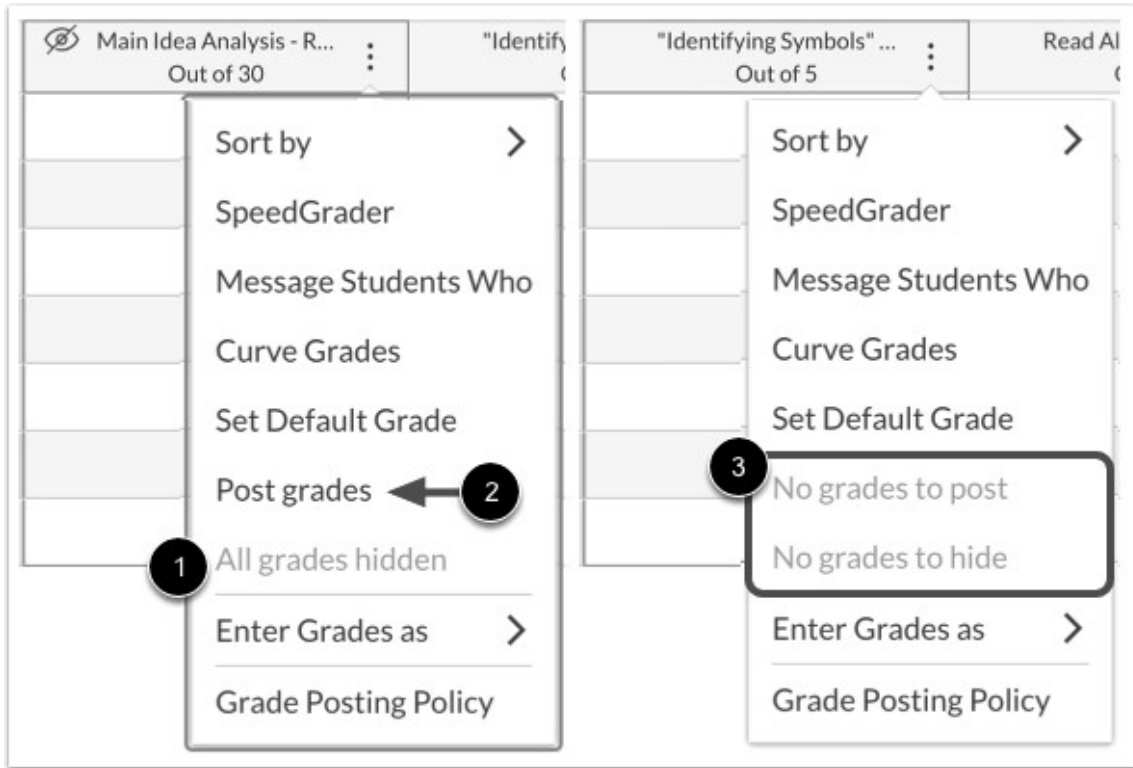 Main Idea Analysis - R...
Out of 30
"Identify
Sort by
SpeedGrader
Message Students Who
Curve Grades
Set Default Grade
Post grades
2
1
All grades hidden
Enter Grades as
Grade Posting Policy
"Identifying Symbols" ...
Out of 5
Read Al
Sort by
SpeedGrader
Message Students Who
Curve Grades
Set Default Grade
3
No grades to post
No grades to hide
Enter Grades as
Grade Posting Policy